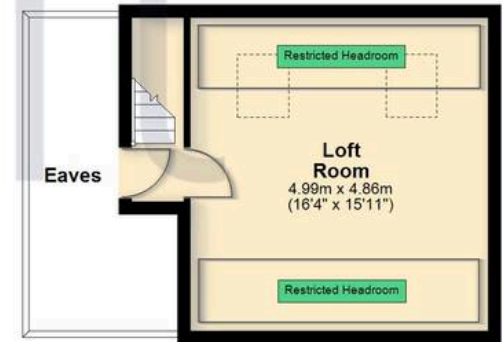 Restricted Headroom
Eaves
Loft
Room
4.99m x 4.86m
(16'4" x 15'11")
Restricted Headroom